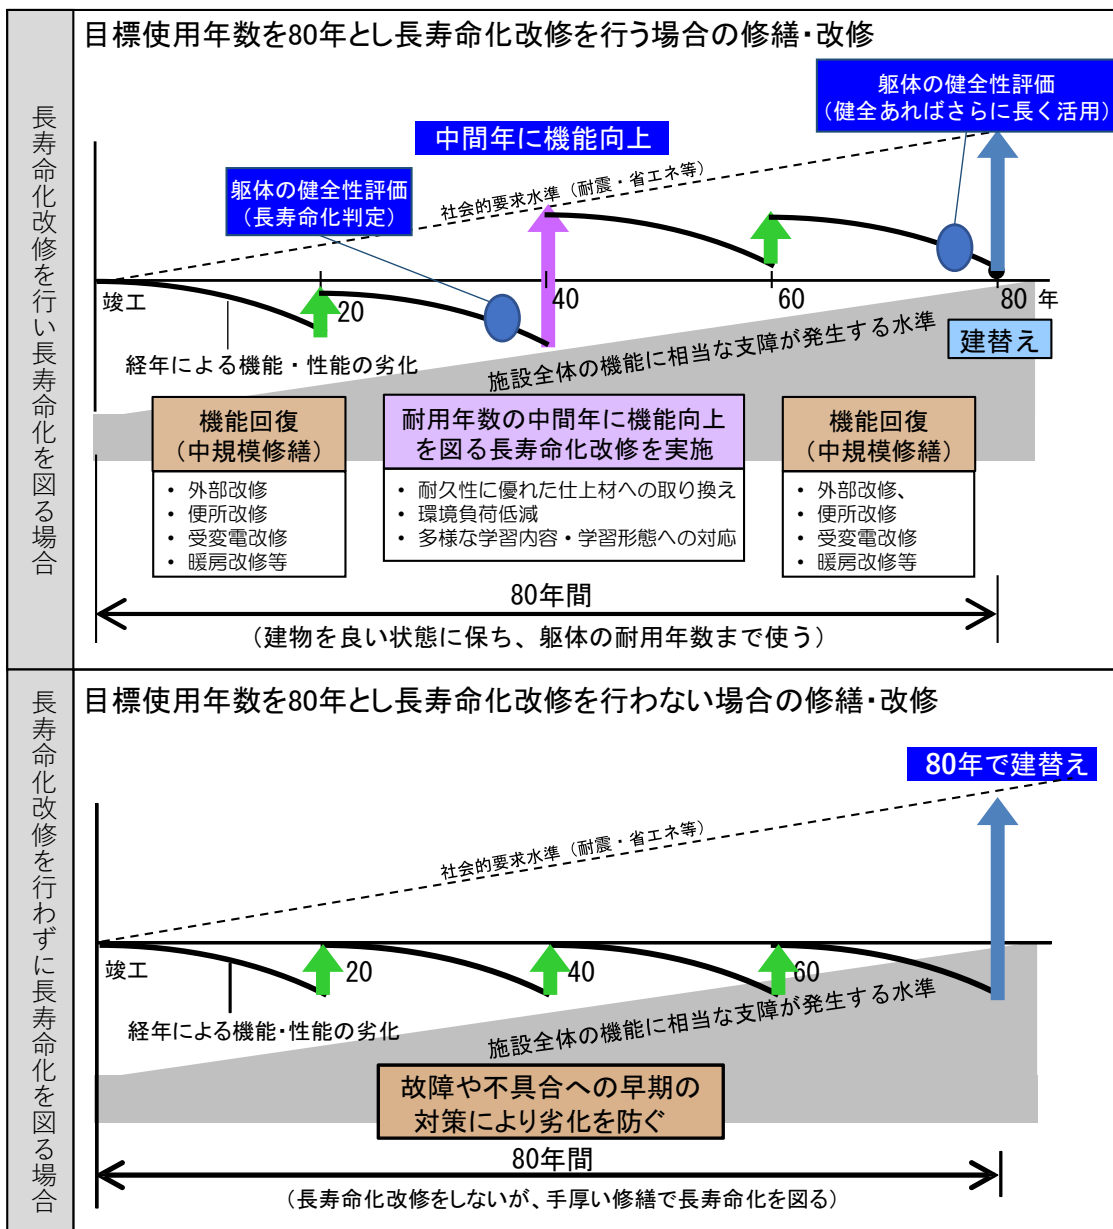 長寿命化改修を行い長寿命化を図る場合
目標使用年数を80年とし長寿命化改修を行う場合の修繕・改修
躯体の健全性評価
（健全あればさらに長く活用）
中間年に機能向上
躯体の健全性評価
（長寿命化判定）
社会的要求水準（耐震・省エネ等）
竣工
20
40
60
80 年
経年による機能・性能の劣化
施設全体の機能に相当な支障が発生する水準
建替え
機能回復
（中規模修繕）
• 外部改修
• 便所改修
• 受変電改修
• 暖房改修等
耐用年数の中間年に機能向上
を図る長寿命化改修を実施
• 耐久性に優れた仕上材への取り換え
• 環境負荷低減
• 多様な学習内容・学習形態への対応
機能回復
（中規模修繕）
• 外部改修、
• 便所改修
• 受変電改修
• 暖房改修等
80年間
（建物を良い状態に保ち、躯体の耐用年数まで使う）
長寿命化改修を行わずに長寿命化を図る場合
目標使用年数を80年とし長寿命化改修を行わない場合の修繕・改修
80年で建替え
社会的要求水準（耐震・省エネ等）
竣工
20
40
60
経年による機能・性能の劣化
施設全体の機能に相当な支障が発生する水準
故障や不具合への早期の
対策により劣化を防ぐ
80年間
（長寿命化改修をしないが、手厚い修繕で長寿命化を図る）